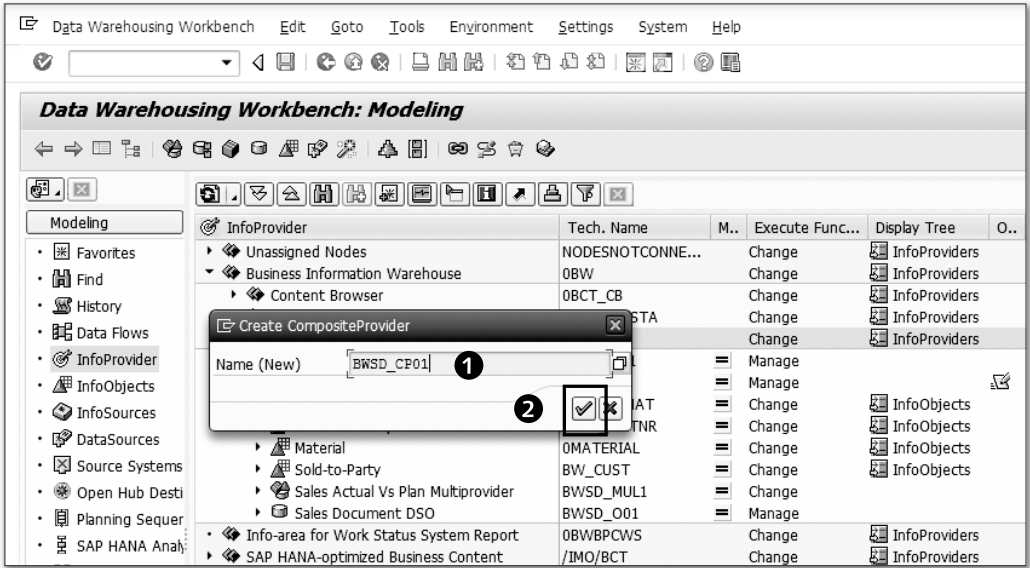 Data Warehousing Workbench Edit Goto Tools Environment Settings System Help
Data Warehousing Workbench: Modeling
Modeling
InfoProvider Tech. Name M.. Execute Func... Display Tree O..
Favorites
Find
History
Data Flows
InfoProvider
InfoObjects
InfoSources
DataSources
Source Systems
Open Hub Desti
Planning Sequer
SAP HANA Analy
Unassigned Nodes NODESNOTCONNE... Change InfoProviders
Business Information Warehouse 0BW Change InfoProviders
Content Browser 0BCT_CB Change InfoProviders
STA Change InfoProviders
Change InfoProviders
1 = Manage
= Manage
IAT = Change InfoObjects
TNR = Change InfoObjects
Material 0MATERIAL = Change InfoObjects
Sold-to-Party BW_CUST = Change InfoObjects
Sales Actual Vs Plan Multiprovider BWSD_MUL1 = Change
Sales Document DSO BWSD_O01 = Manage
Info-area for Work Status System Report 0BWBPCWS Change InfoProviders
SAP HANA-optimized Business Content /IMO/BCT Change InfoProviders
Create CompositeProvider
Name (New) BWSD_CP01 1
2